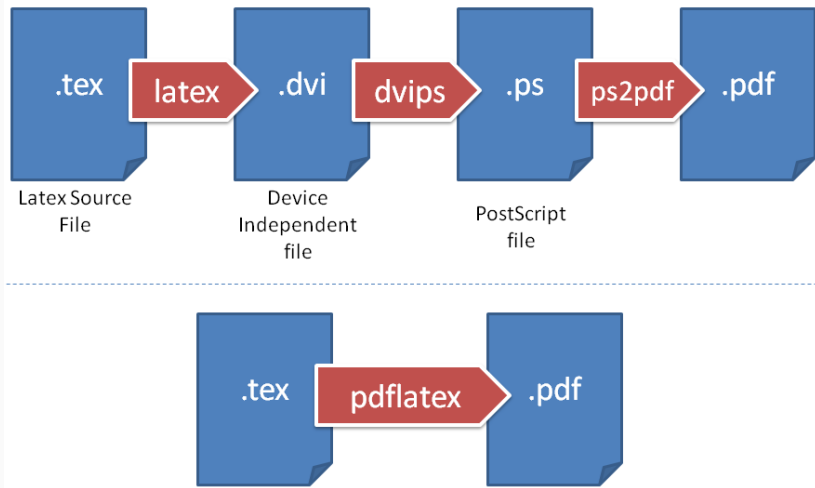 .tex
latex
.dvi
dvips
.ps
ps2pdf
.pdf
Latex Source
File
Device
Independent
file
PostScript
file
.tex
pdflatex
.pdf